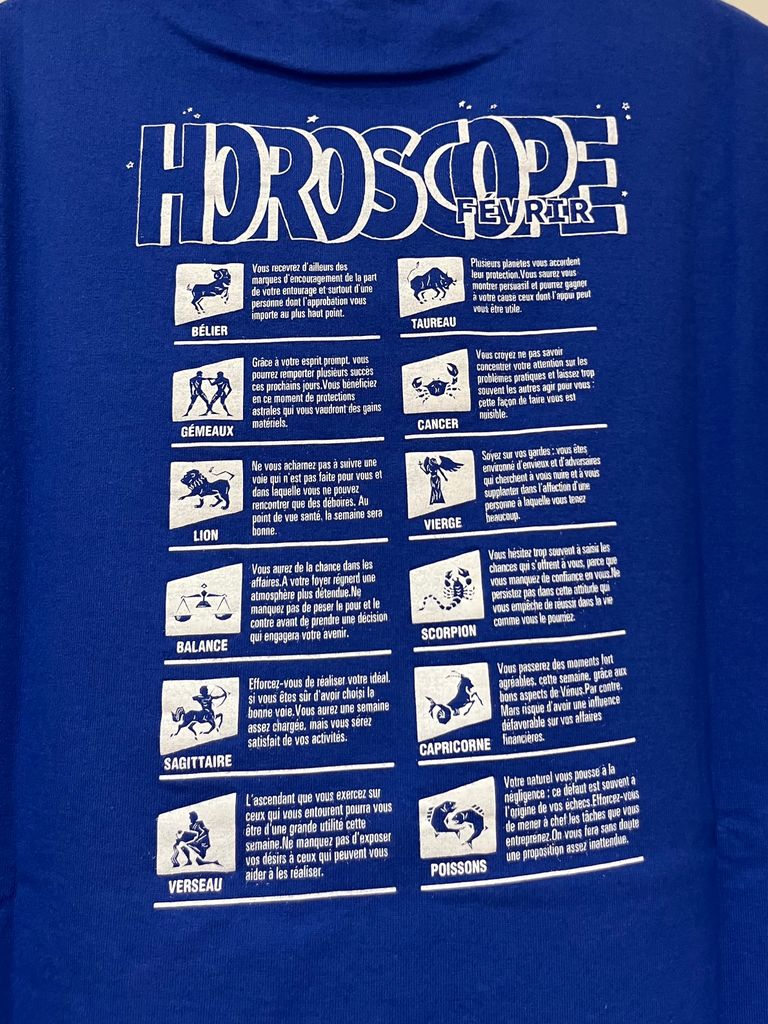 HOROSCOPE
FÉVRIR
Vous recevrez d'ailleurs des
marques d'encouragement de la part
de votre entourage et surtout d'une
personne dont l'approbation vous
importe au plus haut point.
BÉLIER
Plusieurs planètes vous accordent
leur protection.Vous saurez vous
montrer persuasif et pourrez gagner
à votre cause ceux dont l'appui peut
vous être utile.
TAUREAU
Grâce à votre esprit prompt, vous
pourrez remporter plusieurs succès
ces prochains jours.Vous bénéficiez
en ce moment de protections
astrales qui vous vaudront des gains
matériels.
GÉMEAUX
Vous croyez ne pas savoir
concentrer votre attention sur les
problèmes pratiques et laissez trop
souvent les autres agir pour vous :
cette façon de faire vous est
nuisible.
CANCER
Ne vous acharnez pas à suivre une
voie qui n'est pas faite pour vous et
dans laquelle vous ne pouvez
rencontrer que des déboires. Au
point de vue santé, la semaine sera
bonne.
LION
Soyez sur vos gardes : vous êtes
environné d'envieux et d'adversaires
qui cherchent à vous nuire et à vous
supplanter dans l'affection d'une
personne à laquelle vous tenez
beaucoup.
VIERGE
Vous aurez de la chance dans les
affaires.A votre foyer régnerd une
atmosphère plus détendue.Ne
manquez pas de peser le pour et le
contre avant de prendre une décision
qui engagera votre avenir.
BALANCE
Vous hésitez trop souvent à saisir les
chances qui s'offrent à vous, parce que
vous manquez de confiance en vous.Ne
persistez pas dans cette attitude qui
vous empêche de réussir dans la vie
comme vous le pourriez.
SCORPION
Efforcez-vous de réaliser votre idéal,
si vous êtes sûr d'avoir choisi la
bonne voie.Vous aurez une semaine
assez chargée, mais vous sérez
satisfait de vos activités.
SAGITTAIRE
Vous passerez des moments fort
agréables, cette semaine, grâce aux
bons aspects de Vénus.Par contre,
Mars risque d'avoir une influence
défavorable sur vos affaires
financières.
CAPRICORNE
L'ascendant que vous exercez sur
ceux qui vous entourent pourra vous
être d'une grande utilité cette
semaine.Ne manquez pas d'exposer
vos désirs à ceux qui peuvent vous
aider à les réaliser.
VERSEAU
Votre naturel vous pousse à la
négligence : ce défaut est souvent à
l'origine de vos échecs.Efforcez-vous
de mener à chef les tâches que vous
entreprenez.On vous fera sans doute
une proposition assez inattendue.
POISSONS